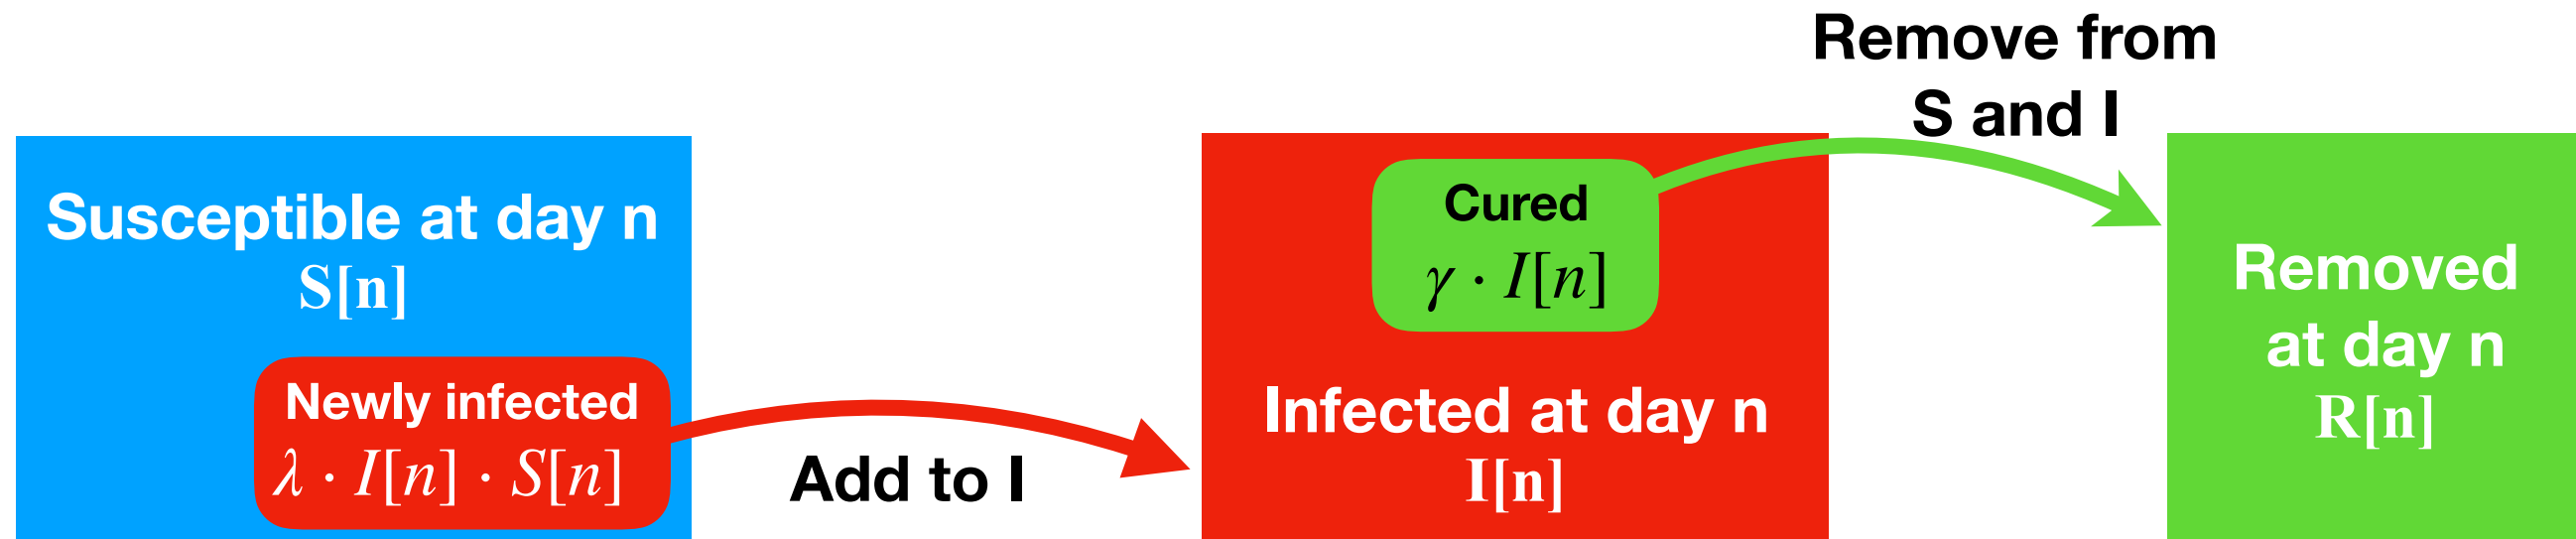 Susceptible at day n
S[n]
Newly infected
λ · I[n] · S[n]
Add to I
Cured
γ · I[n]
Infected at day n
I[n]
Remove from
S and I
Removed
at day n
R[n]